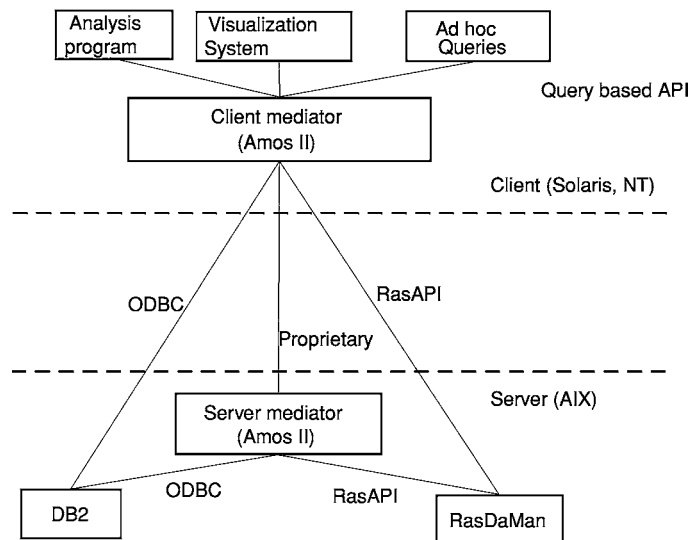 Analysis
program
Visualization
System
Ad hoc
Queries
Query based API
Client mediator
(Amos II)
Client (Solaris, NT)
ODBC
RasAPI
Proprietary
Server (AIX)
Server mediator
(Amos II)
ODBC
RasAPI
DB2
RasDaMan